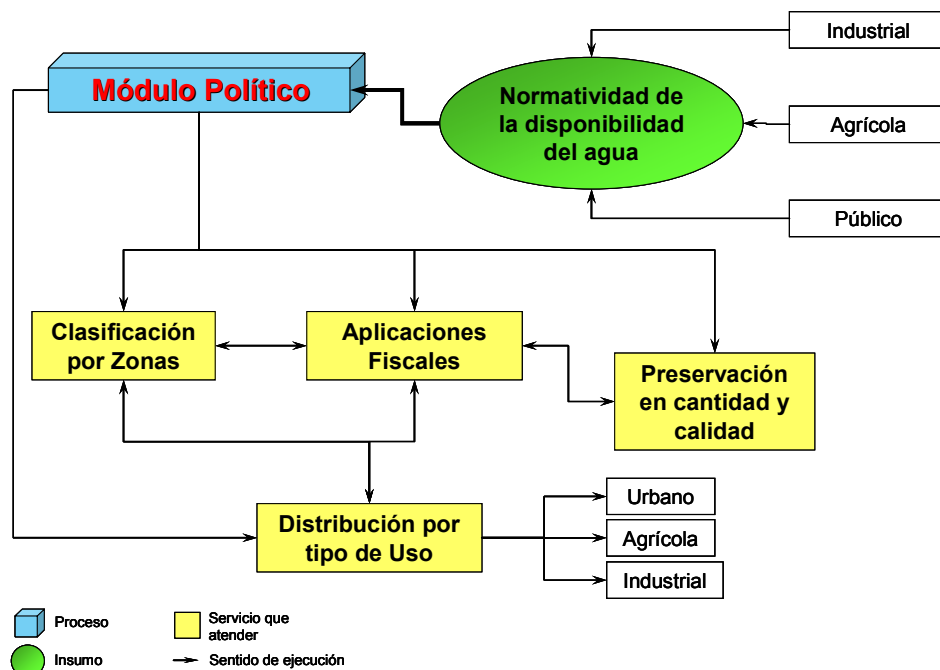 Industrial
Módulo Político
Normatividad de
la disponibilidad
del agua
Agrícola
Público
Clasificación
por Zonas
Aplicaciones
Fiscales
Preservación
en cantidad y
calidad
Distribución por
tipo de Uso
Urbano
Agrícola
Industrial
Proceso
Servicio que
atender
Insumo
Sentido de ejecución